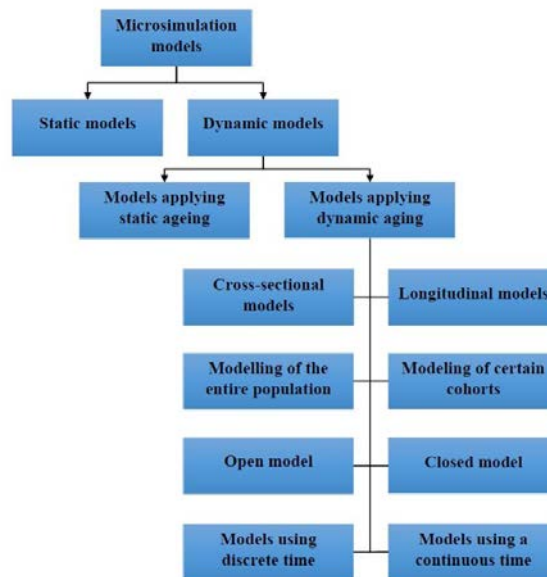 Microsimulation
models
Static models
Dynamic models
Models applying
static ageing
Models applying
dynamic aging
Cross-sectional
models
Longitudinal models
Modelling of the
entire population
Modeling of certain
cohorts
Open model
Closed model
Models using
discrete time
Models using a
continuous time